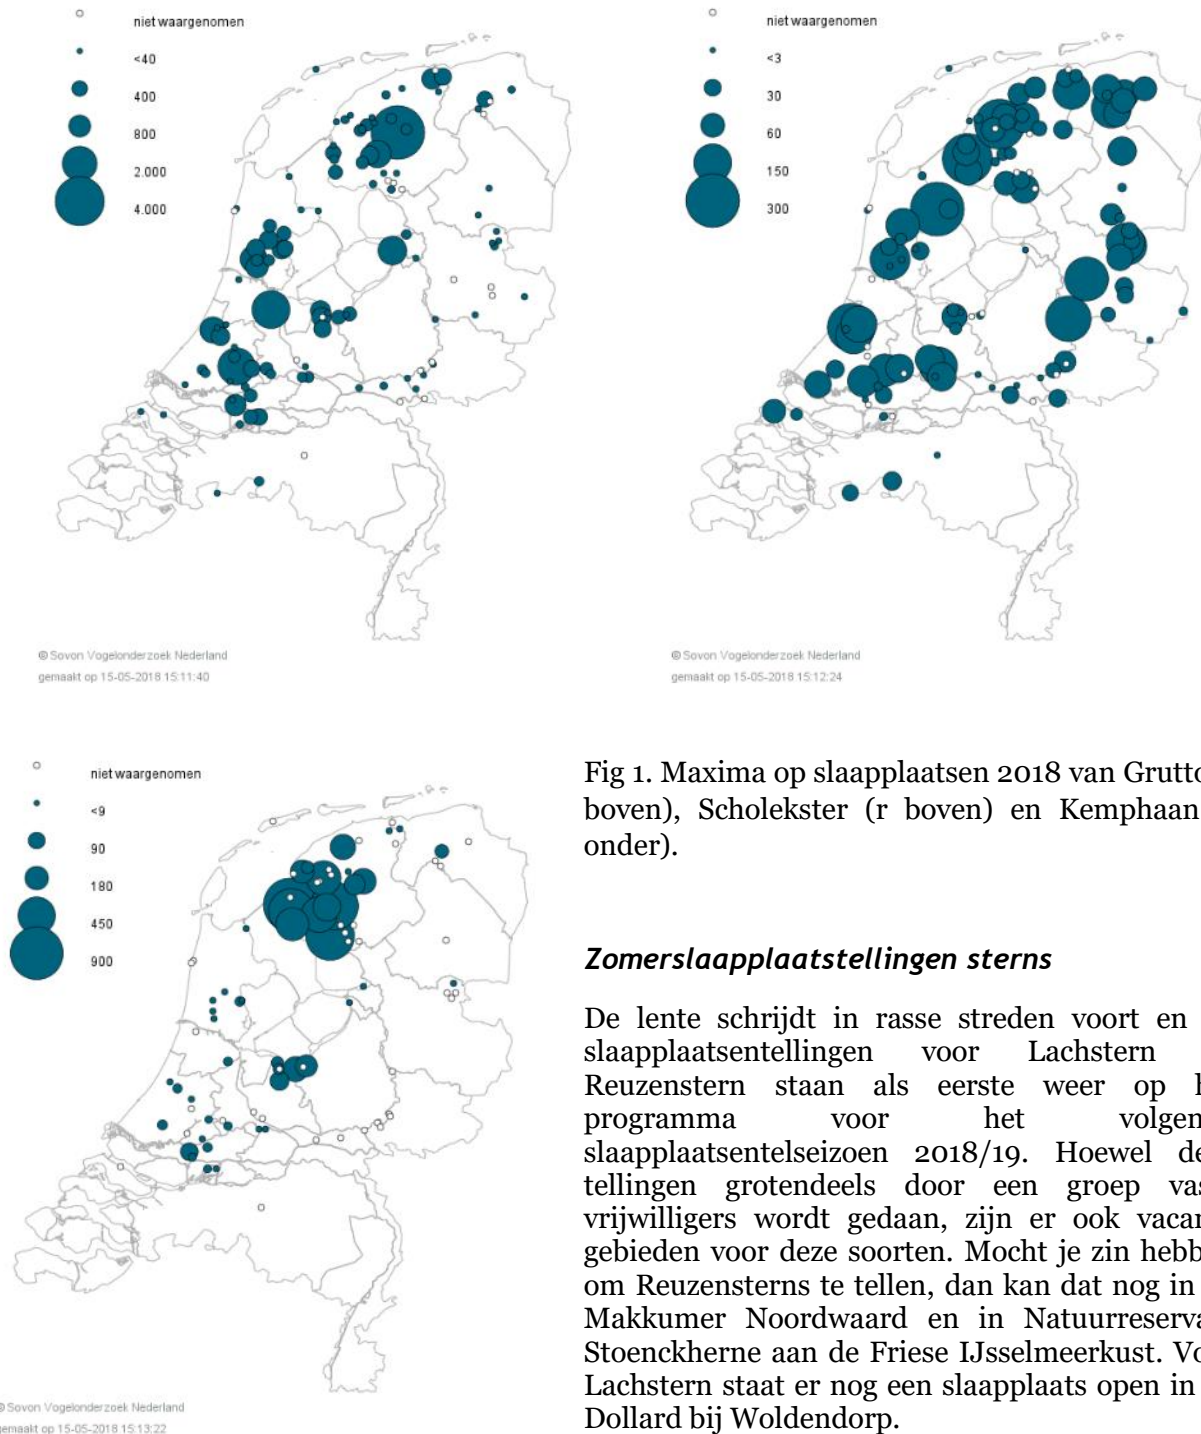 niet waargenomen
<40
400
800
2.000
4.000
© Sovon Vogelonderzoek Nederland
gemaakt op 15-05-2018 15:11:40
niet waargenomen
<3
30
60
150
300
© Sovon Vogelonderzoek Nederland
gemaakt op 15-05-2018 15:12:24
niet waargenomen
<9
90
180
450
900
© Sovon Vogelonderzoek Nederland
gemaakt op 15-05-2018 15:13:22
Fig 1. Maxima op slaapplaatsen 2018 van Grutto
boven), Scholekster (r boven) en Kemphaan
onder).
Zomerslaapplaatstellingen sterns
De lente schrijdt in rasse streden voort en
slaapplaatsentellingen voor Lachstern
Reuzenstern staan als eerste weer op
programma voor het
slaapplaatsentelseizoen 2018/19. Hoewel
tellingen grotendeels door een groep
vrijwilligers wordt gedaan, zijn er ook
gebieden voor deze soorten. Mocht je zin
om Reuzensterns te tellen, dan kan dat nog in
Makkumer Noordwaard en in
Stoenckherne aan de Friese IJsselmeerkust.
Lachstern staat er nog een slaapplaats open in
Dollard bij Woldendorp.